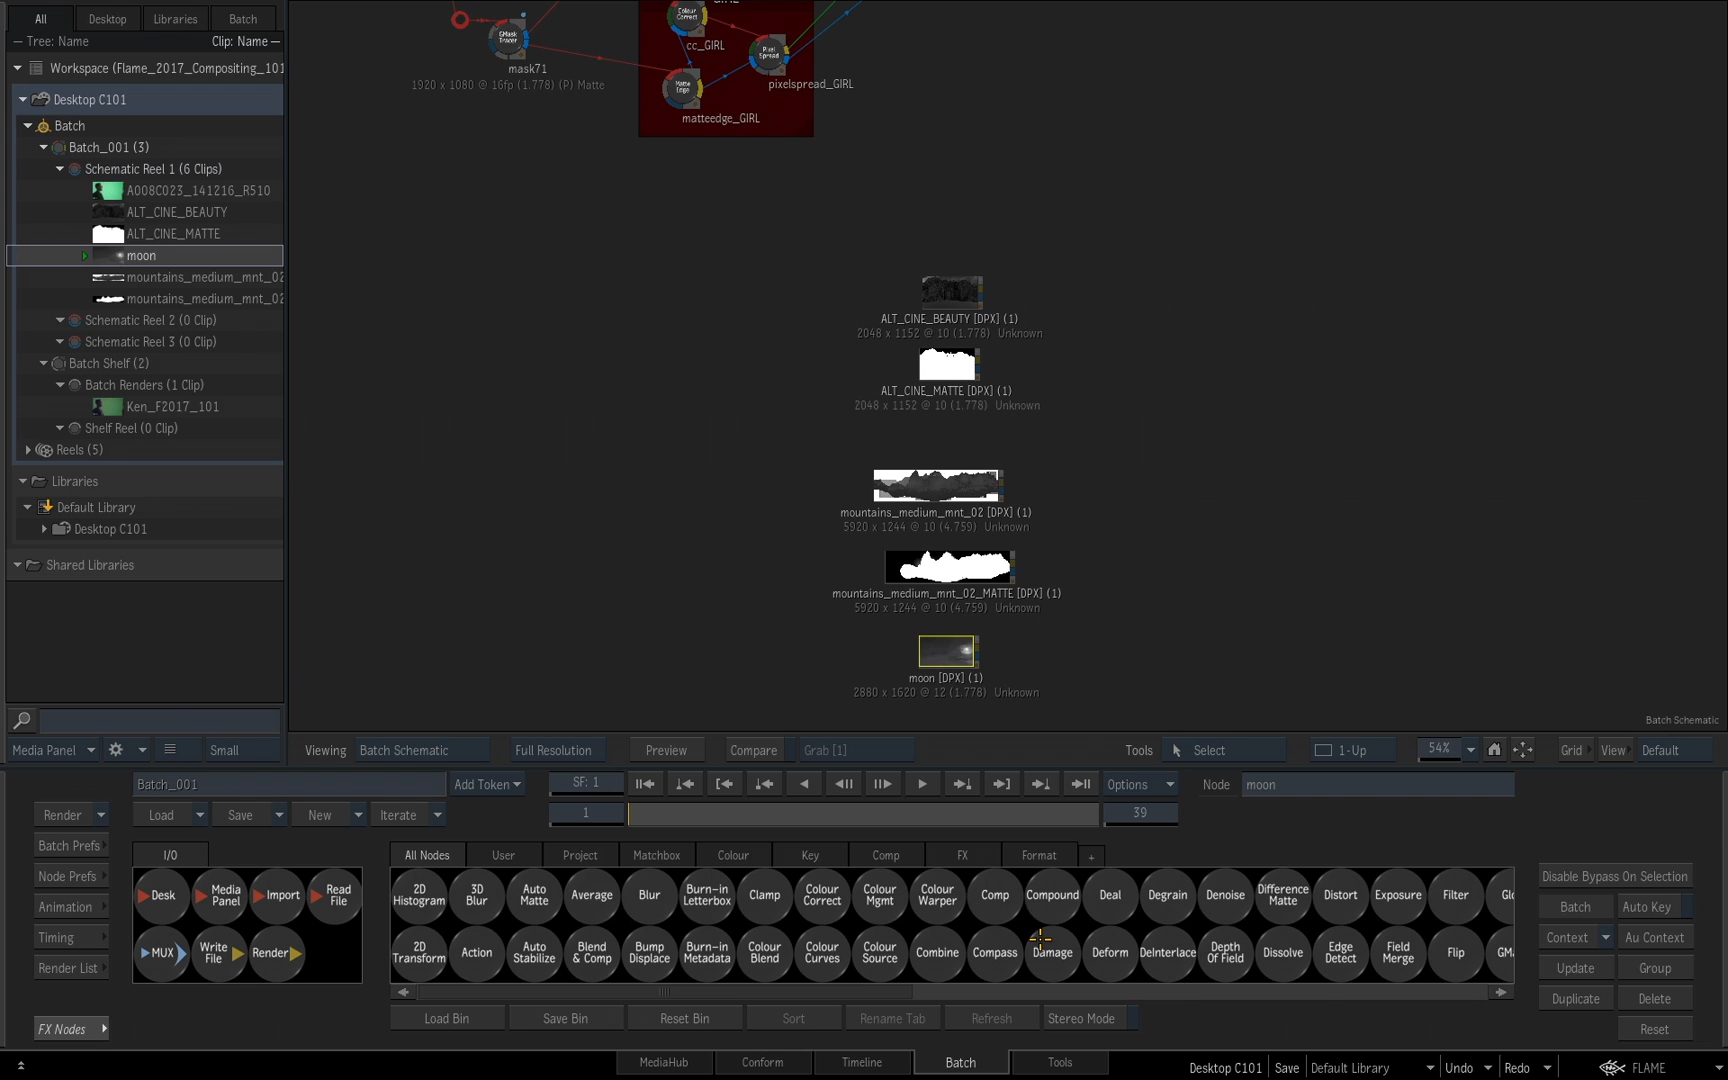 All Desktop Libraries Batch
Tree: Name Clip: Name
Workspace (Flame_2017_Compositing_101
Desktop C101
Batch
Batch_001 (3)
Schematic Reel 1 (6 Clips)
A008C023_141216_R510
ALT_CINE_BEAUTY
ALT_CINE_MATTE
moon
mountains_medium_mnt_02
mountains_medium_mnt_02
Schematic Reel 2 (0 Clip)
Schematic Reel 3 (0 Clip)
Batch Shelf (2)
Batch Renders (1 Clip)
Ken_F2017_101
Shelf Reel (0 Clip)
Reels (5)
Libraries
Default Library
Desktop C101
Shared Libraries
GMask Tracer
mask71
1920 x 1080 @ 16fp (1.778) (P) Matte
Colour Correct
cc_GIRL
Pixel Spread
pixelspread_GIRL
Matte Edge
matteedge_GIRL
ALT_CINE_BEAUTY [DPX] (1)
2048 x 1152 @ 10 (1.778) Unknown
ALT_CINE_MATTE [DPX] (1)
2048 x 1152 @ 10 (1.778) Unknown
mountains_medium_mnt_02 [DPX] (1)
5920 x 1244 @ 10 (4.759) Unknown
mountains_medium_mnt_02_MATTE [DPX] (1)
5920 x 1244 @ 10 (4.759) Unknown
moon [DPX] (1)
2880 x 1620 @ 12 (1.778) Unknown
Batch Schematic
Media Panel Small Viewing Batch Schematic Full Resolution Preview Compare Grab [1] Tools Select 1-Up 54% Grid View Default
Batch_001 Add Token SF: 1 Options Node moon
Render Load Save New Iterate 1 39
Batch Prefs
Node Prefs
Animation
Timing
Render List
FX Nodes
I/O
Desk Media Panel Import Read File
MUX Write File Render
All Nodes User Project Matchbox Colour Key Comp FX Format +
2D Histogram 3D Blur Auto Matte Average Blur Burn-in Letterbox Clamp Colour Correct Colour Mgmt Colour Warper Comp Compound Deal Degrain Denoise Difference Matte Distort Exposure Filter Glo
2D Transform Action Auto Stabilize Blend & Comp Bump Displace Burn-in Metadata Colour Blend Colour Curves Colour Source Combine Compass Damage Deform DeInterlace Depth Of Field Dissolve Edge Detect Field Merge Flip GMa
Load Bin Save Bin Reset Bin Sort Rename Tab Refresh Stereo Mode
Disable Bypass On Selection
Batch Auto Key
Context Au Context
Update Group
Duplicate Delete
Reset
MediaHub Conform Timeline Batch Tools Desktop C101 Save Default Library Undo Redo FLAME